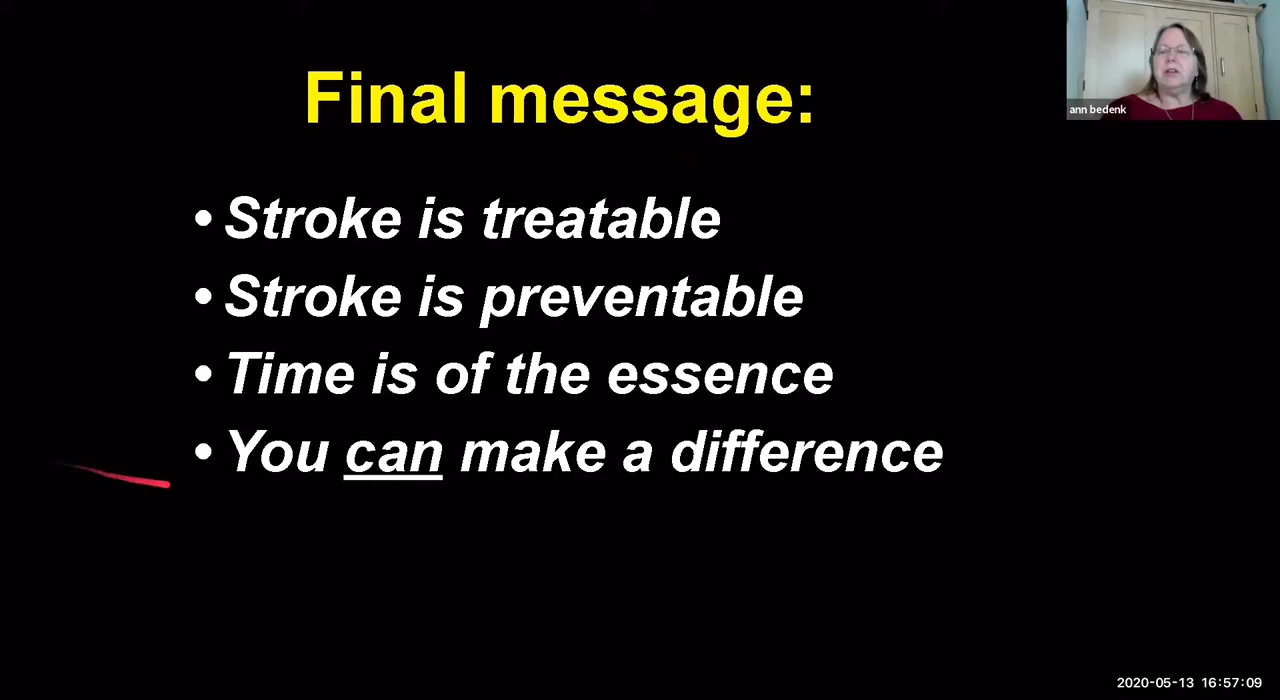 Final message:
ann bedenk
• Stroke is treatable
• Stroke is preventable
• Time is of the essence
• You can make a difference
2020-05-13 16:57:09